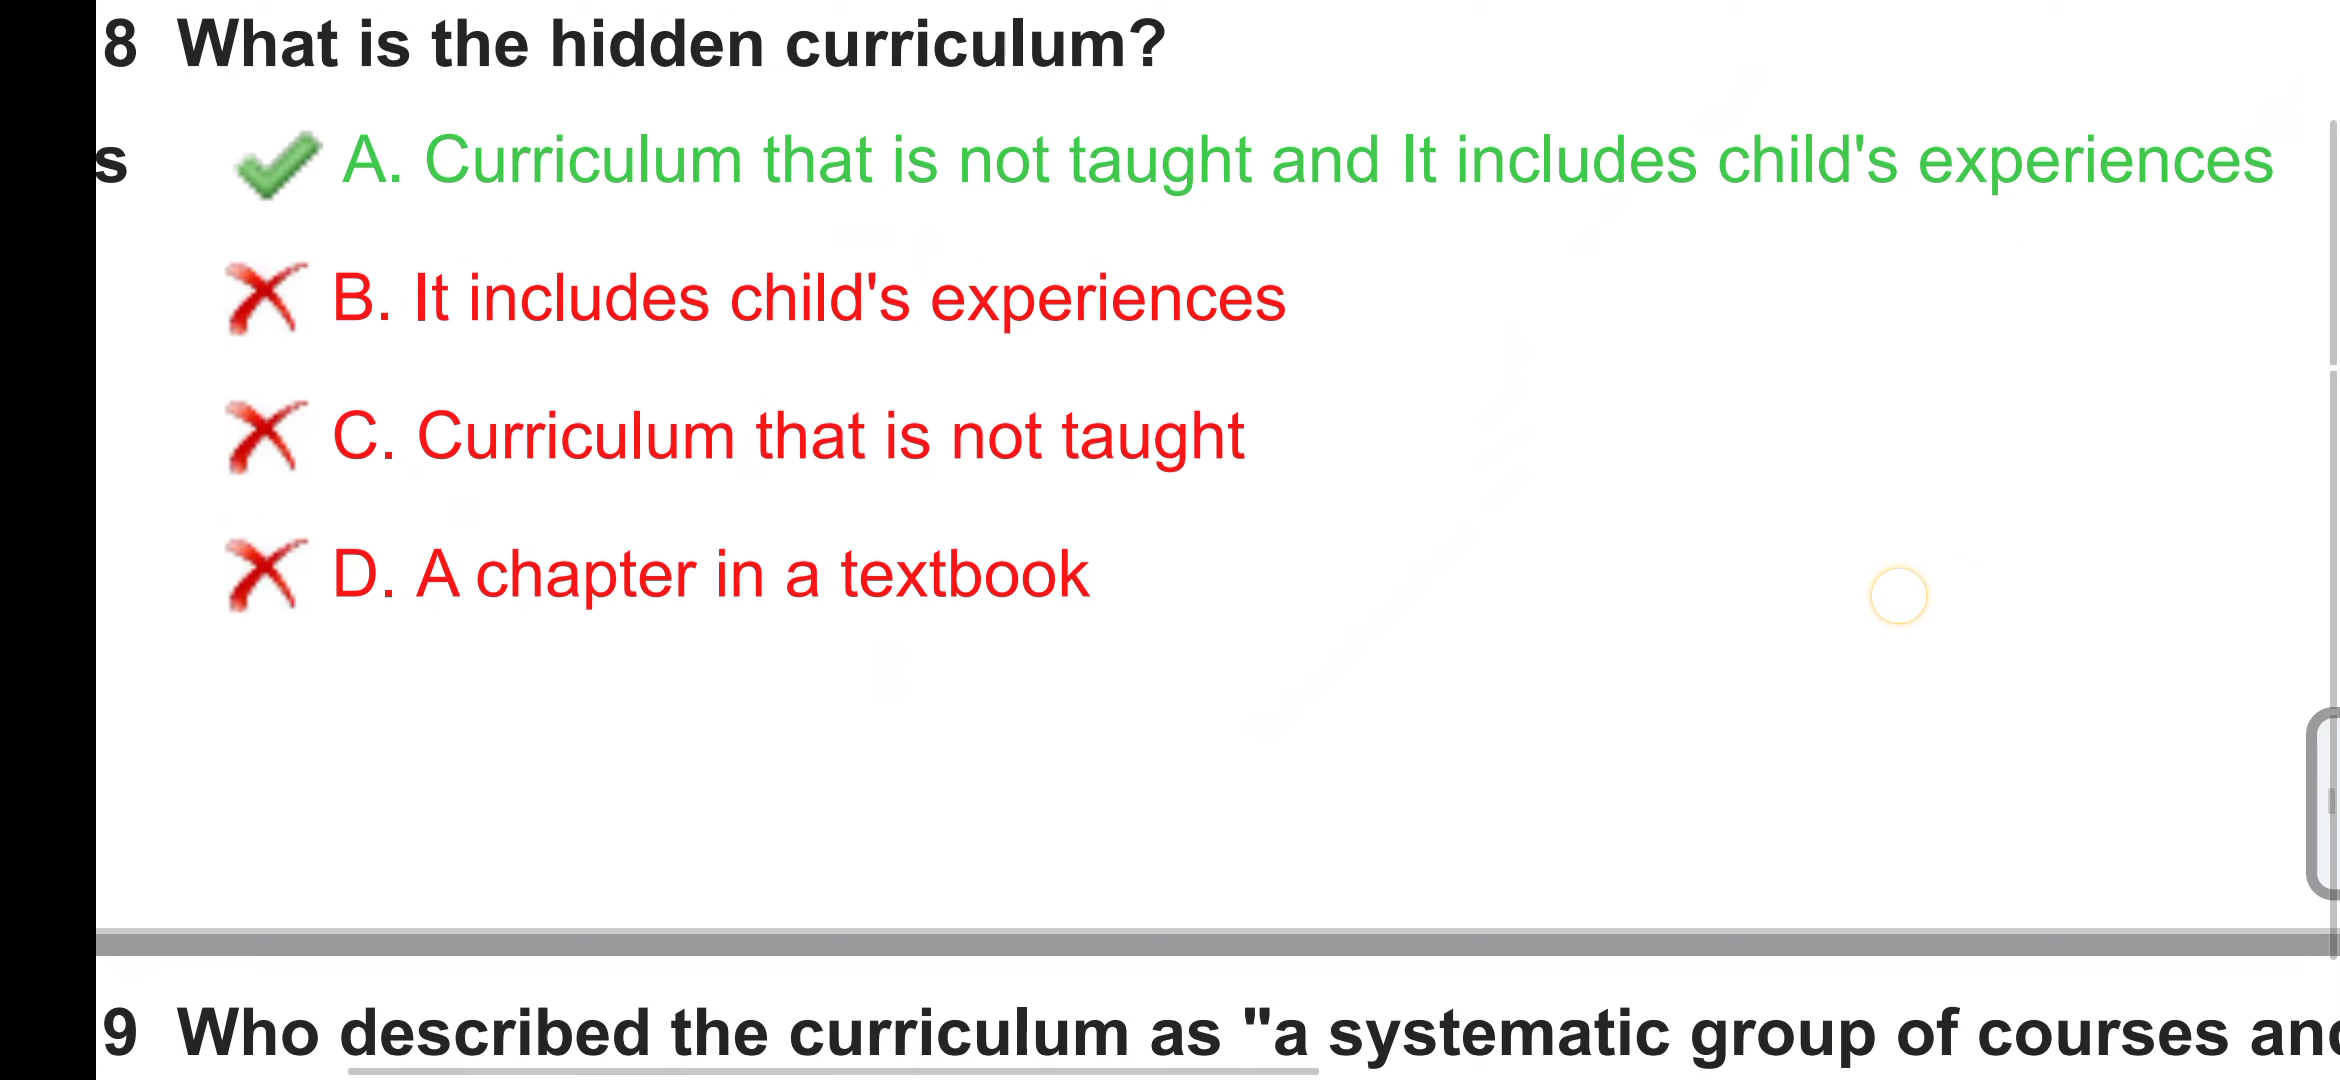 8 What is the hidden curriculum?
s A. Curriculum that is not taught and It includes child's experiences
B. It includes child's experiences
C. Curriculum that is not taught
D. A chapter in a textbook
9 Who described the curriculum as "a systematic group of courses